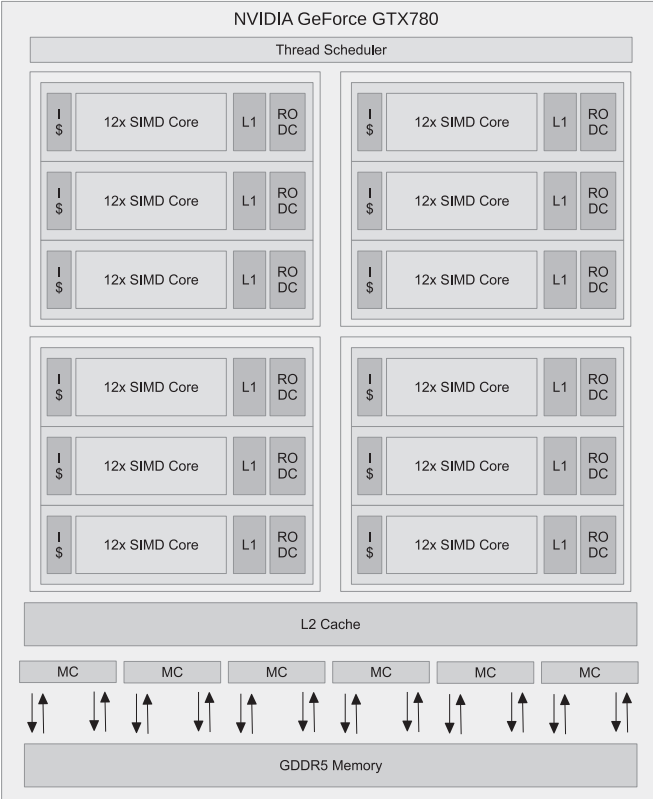 NVIDIA GeForce GTX780
Thread Scheduler
I
$
12x SIMD Core
L1
RO
DC
I
$
12x SIMD Core
L1
RO
DC
I
$
12x SIMD Core
L1
RO
DC
I
$
12x SIMD Core
L1
RO
DC
I
$
12x SIMD Core
L1
RO
DC
I
$
12x SIMD Core
L1
RO
DC
I
$
12x SIMD Core
L1
RO
DC
I
$
12x SIMD Core
L1
RO
DC
I
$
12x SIMD Core
L1
RO
DC
I
$
12x SIMD Core
L1
RO
DC
I
$
12x SIMD Core
L1
RO
DC
I
$
12x SIMD Core
L1
RO
DC
L2 Cache
MC
MC
MC
MC
MC
MC
GDDR5 Memory